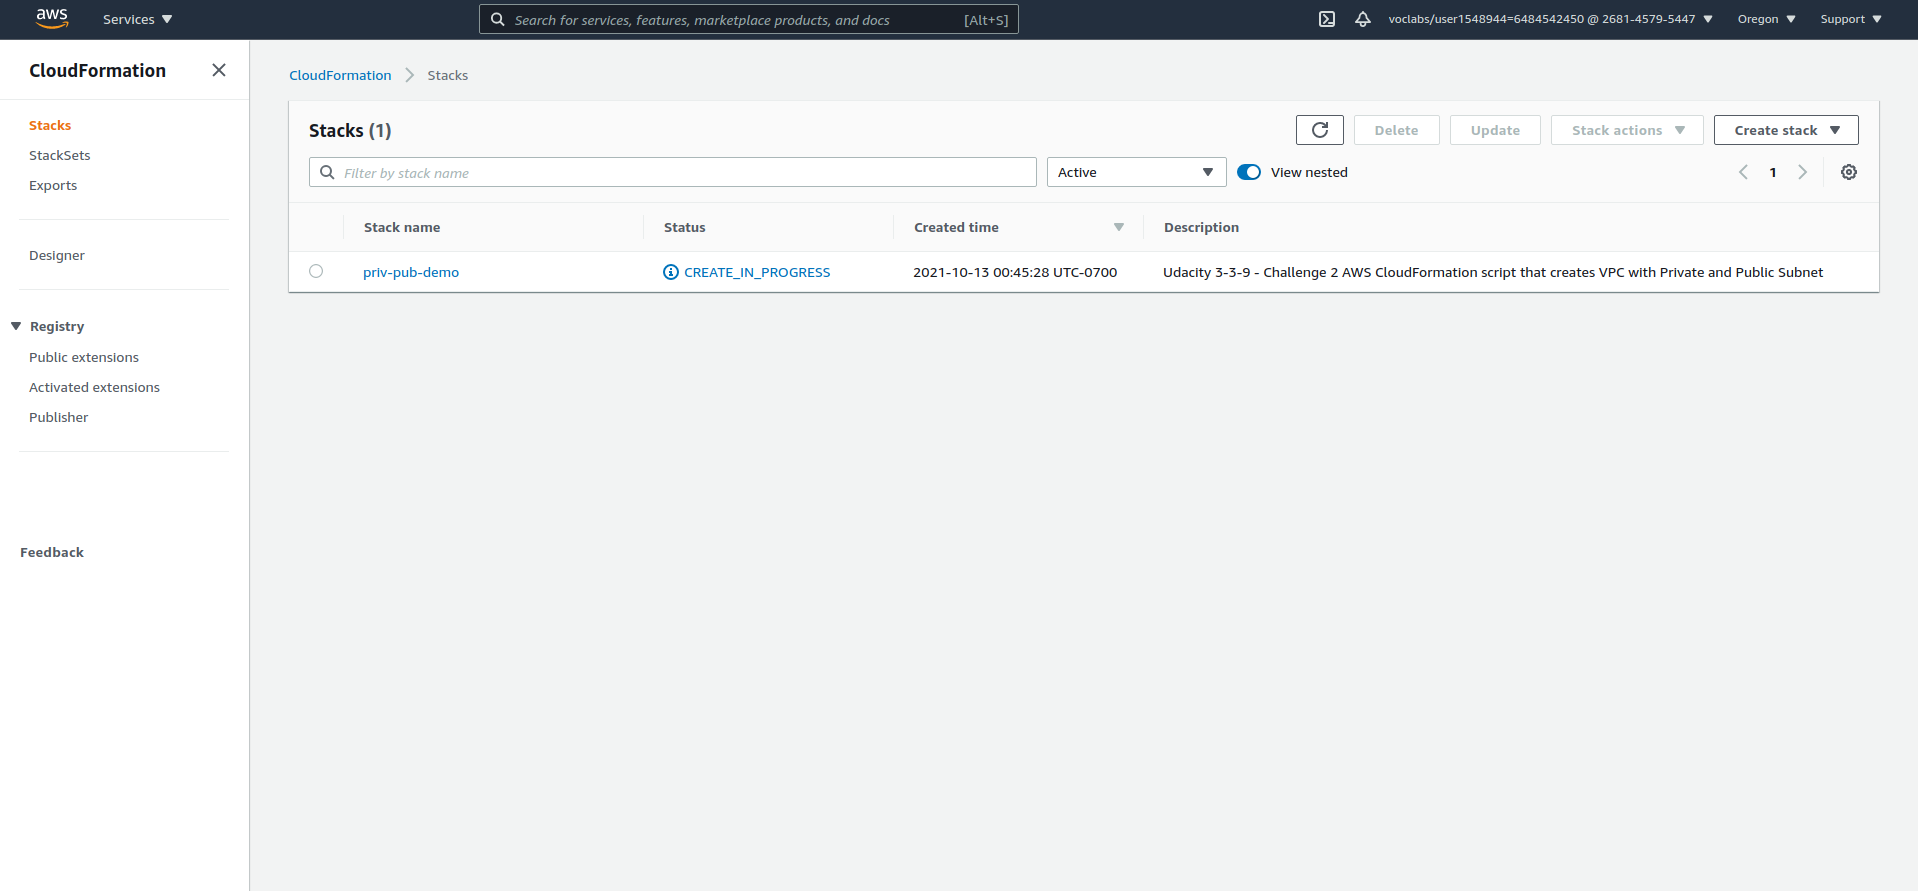 aws Services Search for services, features, marketplace products, and docs [Alt+S] voclabs/user1548944=6484542450 @ 2681-4579-5447 Oregon Support
CloudFormation
Stacks
StackSets
Exports
Designer
Registry
Public extensions
Activated extensions
Publisher
Feedback
CloudFormation Stacks
Stacks (1) Delete Update Stack actions Create stack
Filter by stack name Active View nested 1
Stack name Status Created time Description
priv-pub-demo CREATE_IN_PROGRESS 2021-10-13 00:45:28 UTC-0700 Udacity 3-3-9 - Challenge 2 AWS CloudFormation script that creates VPC with Private and Public Subnet